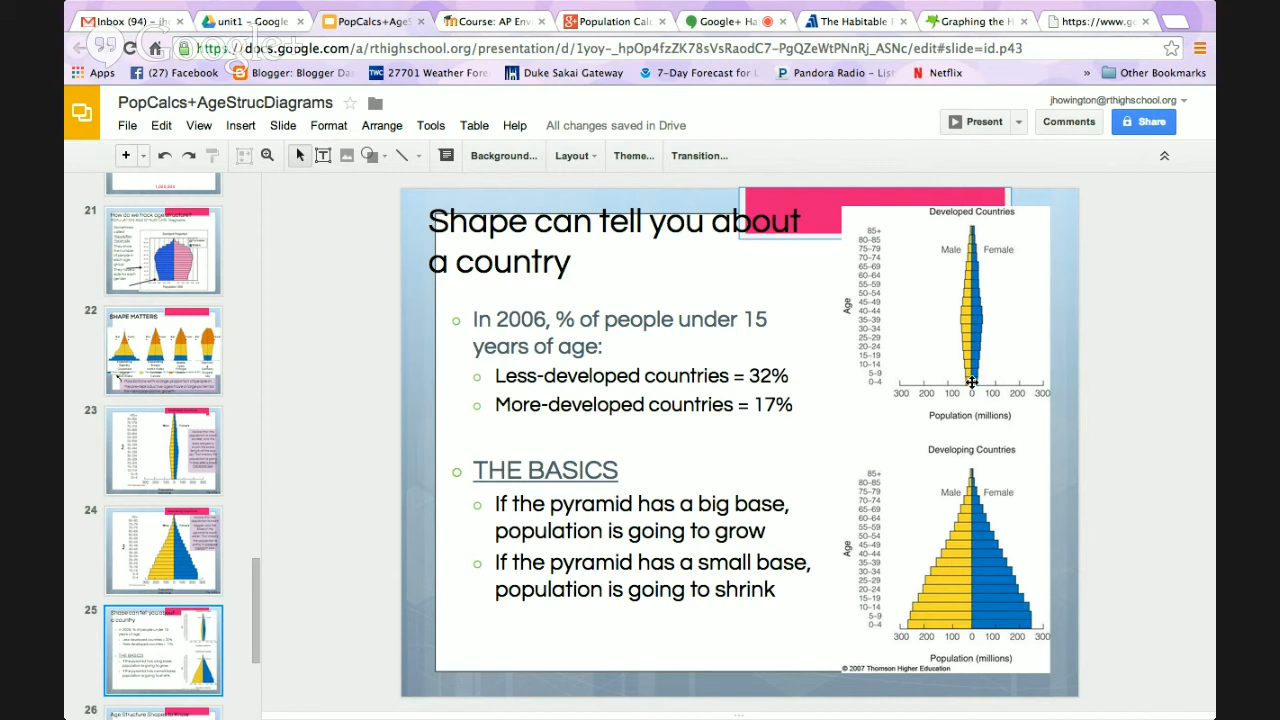 Inbox (94) – jh
unit1 – Google
PopCalcs+AgeS
Course: AP Envi
Population
Google+ Ha
The Habitable
Graphing the H
https://www.go
Google+
https://docs.google.com/a/rthighschool.org/presentation/d/1yoy-_hpOp4fzZK78sVsRaodC7-PgQZeWtPNnRj_ASNc/edit#slide=id.p43
Apps
(27) Facebook
Blogger: Blogger Da
27701 Weather Fore
Duke Sakai Gateway
7-Day Forecast for
Pandora Radio – List
Netflix
»
Other Bookmarks
PopCalcs+AgeStrucDiagrams
jhowington@rthighschool.org
File Edit View Insert Slide Format Arrange Tools Table Help All changes saved in Drive
Present
Comments
Share
Background...
Layout
Theme...
Transition...
21
22
SHAPE MATTERS
23
24
25
26
Shape can tell you about
a country
In 2006, % of people under 15
years of age:
Less-developed countries = 32%
More-developed countries = 17%
THE BASICS
If the pyramid has a big base,
population is going to grow
If the pyramid has a small base,
population is going to shrink
Developed Countries
Male Female
Age
85+
80–85
75–79
70–74
65–69
60–64
55–59
50–54
45–49
40–44
35–39
30–34
25–29
20–24
15–19
10–14
5–9
0–4
300 200 100 0 100 200 300
Population (millions)
Developing Countries
Male Female
Age
85+
80–85
75–79
70–74
65–69
60–64
55–59
50–54
45–49
40–44
35–39
30–34
25–29
20–24
15–19
10–14
5–9
0–4
300 200 100 0 100 200 300
Population (millions)
© 2007 Thomson Higher Education